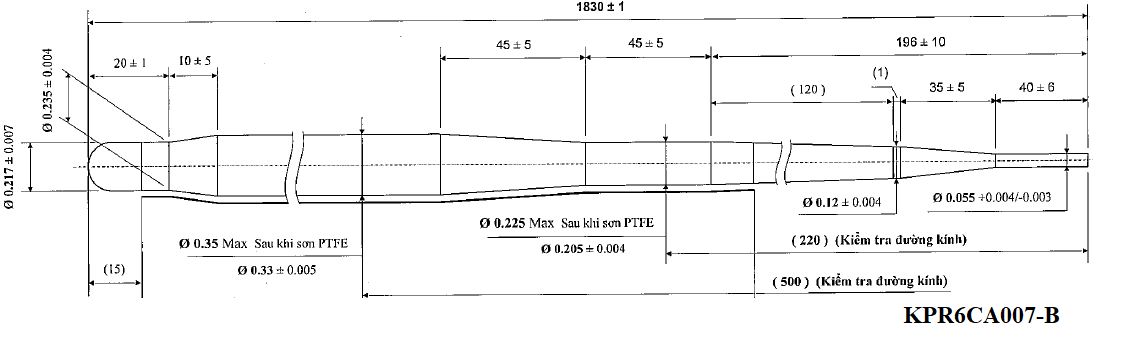 1830 ± 1
45 ± 5
45 ± 5
196 ± 10
20 ± 1
10 ± 5
(1)
35 ± 5
40 ± 6
( 120 )
Ø 0.235 ± 0.004
Ø 0.217 ± 0.007
Ø 0.12 ± 0.004
Ø 0.055 +0.004/-0.003
Ø 0.35 Max Sau khi sơn PTFE
Ø 0.33 ± 0.005
Ø 0.225 Max Sau khi sơn PTFE
Ø 0.205 ± 0.004
( 220 ) (Kiểm tra đường kính)
(15)
( 500 ) (Kiểm tra đường kính)
KPR6CA007-B